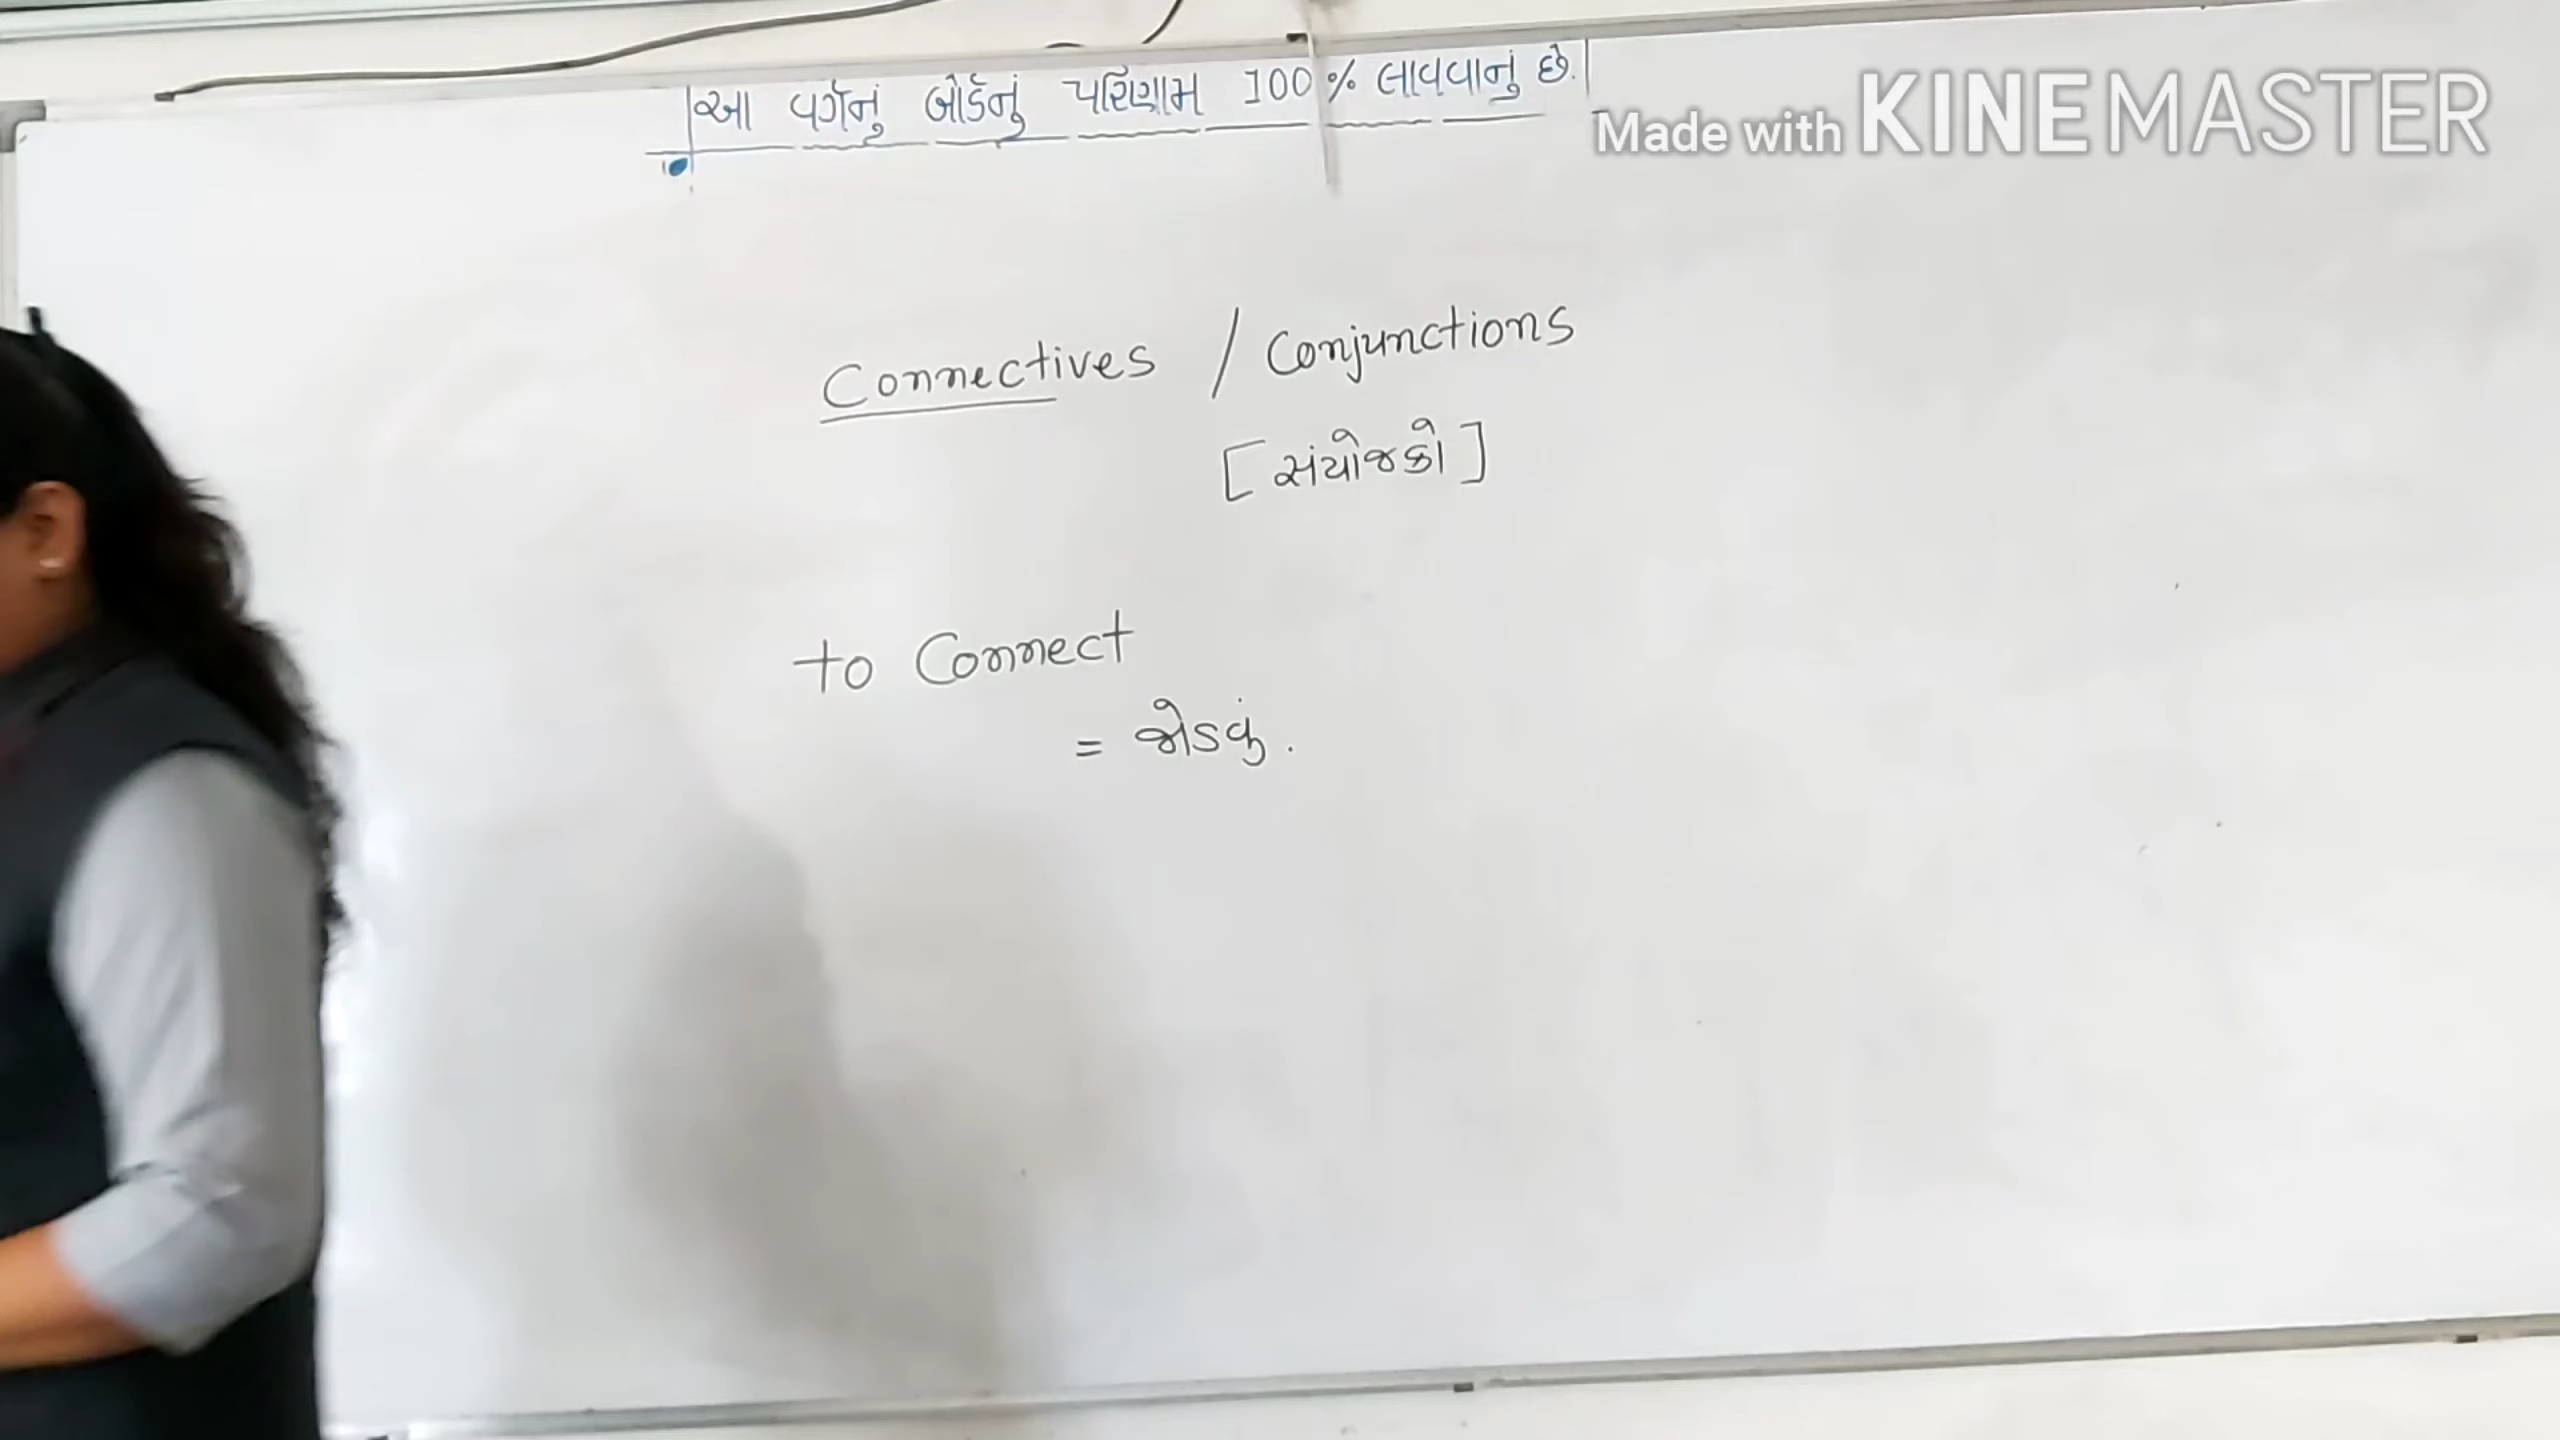 આ વર્ગનું બોર્ડનું પરિણામ 100 % લાવવાનું છે.
Made with KINEMASTER
Connectives / Conjunctions
[સંયોજકો]
to Connect
= જોડવું.